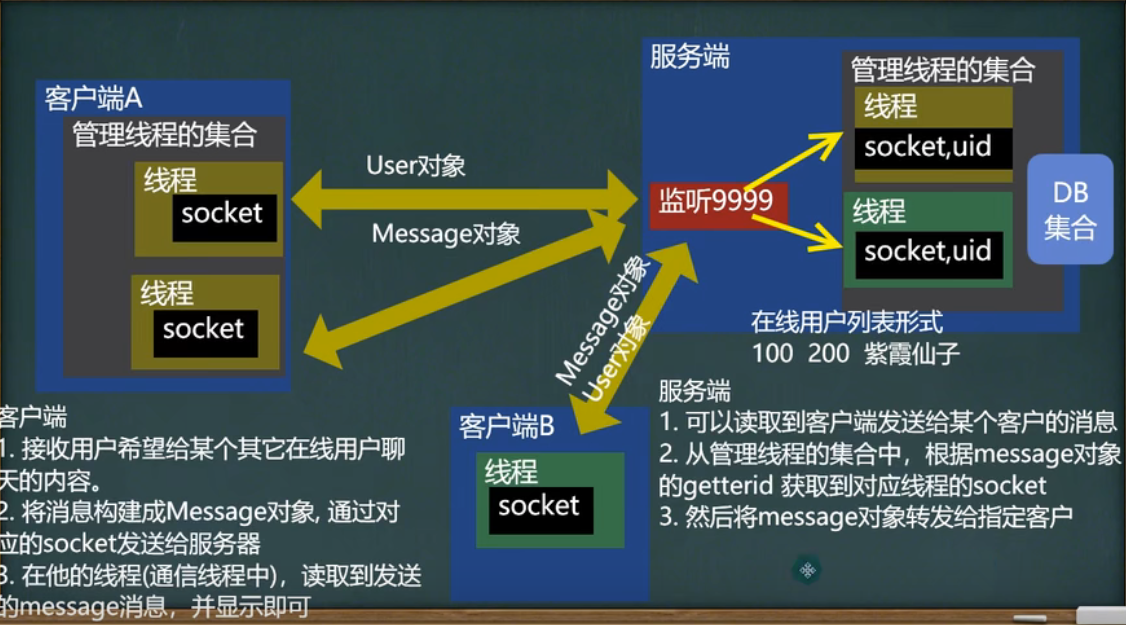 客户端A
管理线程的集合
线程
socket
线程
socket
User对象
Message对象
Message对象
User对象
服务端
管理线程的集合
线程
socket,uid
监听9999
线程
socket,uid
DB
集合
在线用户列表形式
100 200 紫霞仙子
客户端B
线程
socket
客户端
1. 接收用户希望给某个其它在线用户聊
天的内容。
2. 将消息构建成Message对象, 通过对
应的socket发送给服务器
3. 在他的线程(通信线程中)，读取到发送
的message消息，并显示即可
服务端
1. 可以读取到客户端发送给某个客户的消息
2. 从管理线程的集合中，根据message对象
的getterid 获取到对应线程的socket
3. 然后将message对象转发给指定客户